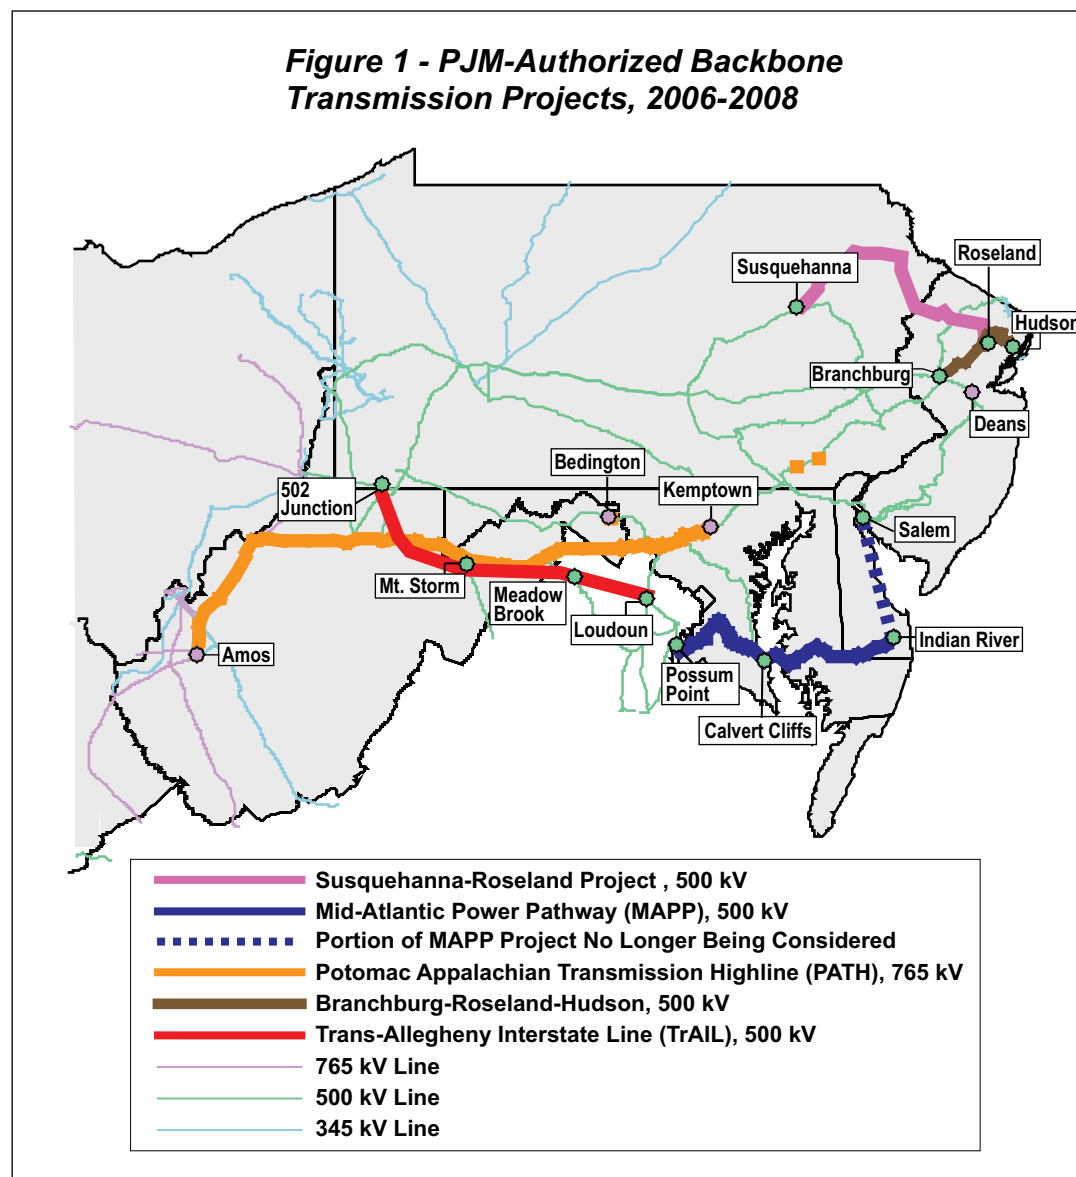 Figure 1 - PJM-Authorized Backbone
Transmission Projects, 2006-2008
Susquehanna
Roseland
Hudson
Branchburg
Deans
Bedington
Kemptown
502
Junction
Salem
Mt. Storm
Meadow
Brook
Loudoun
Amos
Indian River
Possum
Point
Calvert Cliffs
Susquehanna-Roseland Project , 500 kV
Mid-Atlantic Power Pathway (MAPP), 500 kV
Portion of MAPP Project No Longer Being Considered
Potomac Appalachian Transmission Highline (PATH), 765 kV
Branchburg-Roseland-Hudson, 500 kV
Trans-Allegheny Interstate Line (TrAIL), 500 kV
765 kV Line
500 kV Line
345 kV Line